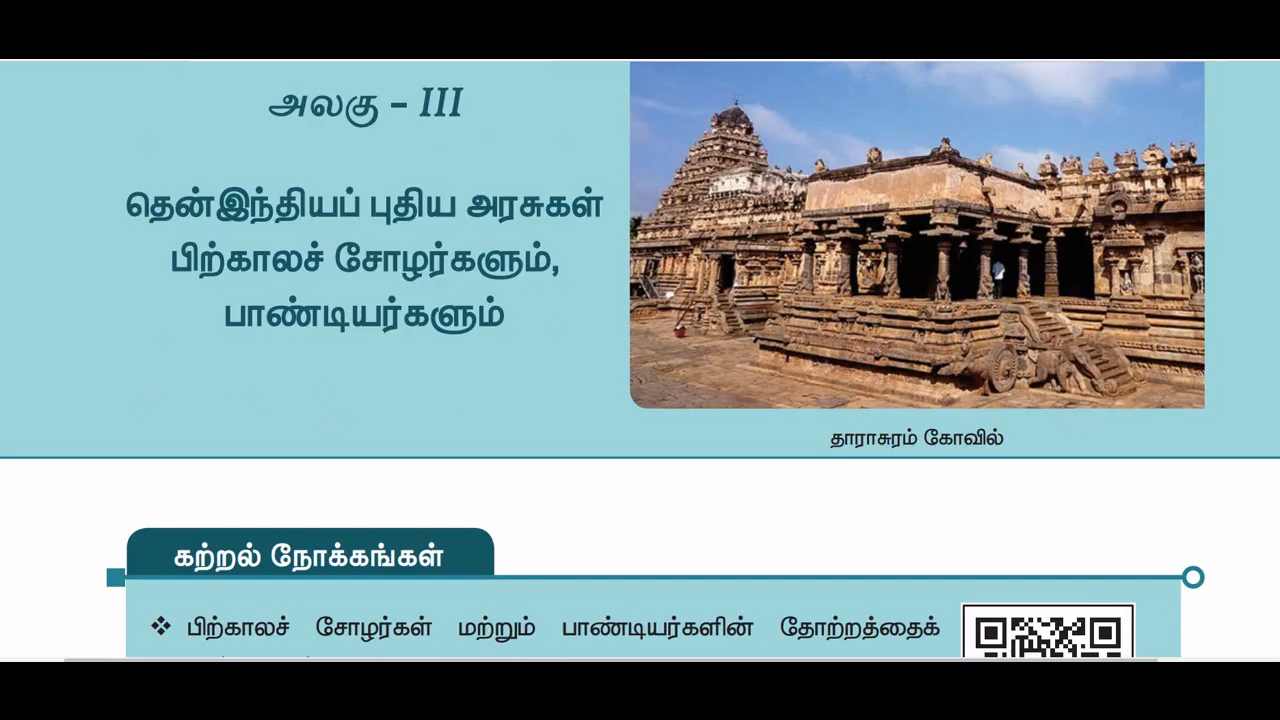 அலகு – III
தென்இந்தியப் புதிய அரசுகள்
பிற்காலச் சோழர்களும்,
பாண்டியர்களும்
தாராசுரம் கோவில்
கற்றல் நோக்கங்கள்
❖ பிற்காலச் சோழர்கள் மற்றும் பாண்டியர்களின் தோற்றத்தைக்